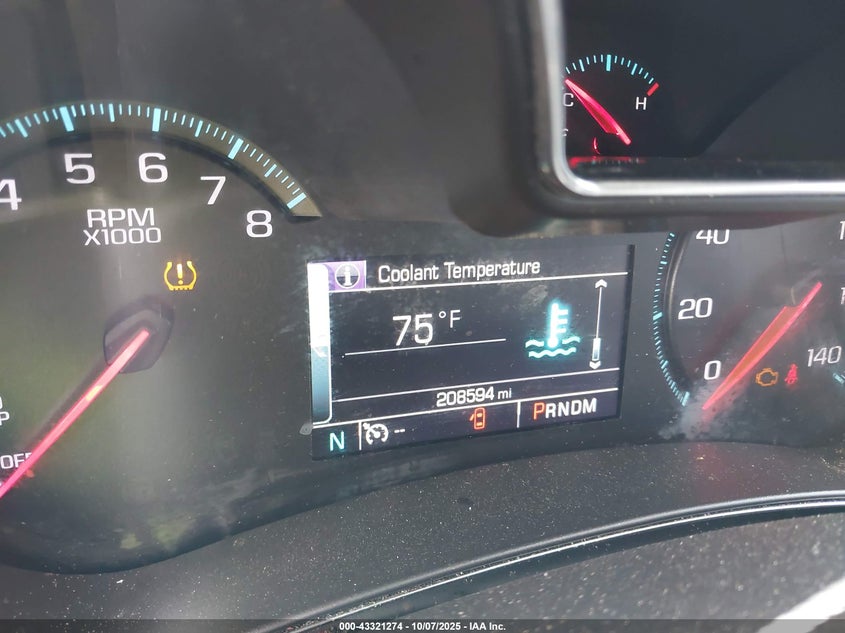 C H
4 5 6 7 8
RPM
X1000
Coolant Temperature
75 °F
208594 mi
N -- PRNDM
OFF
40
20
0
140
000-43321274 - 10/07/2025 - IAA Inc.